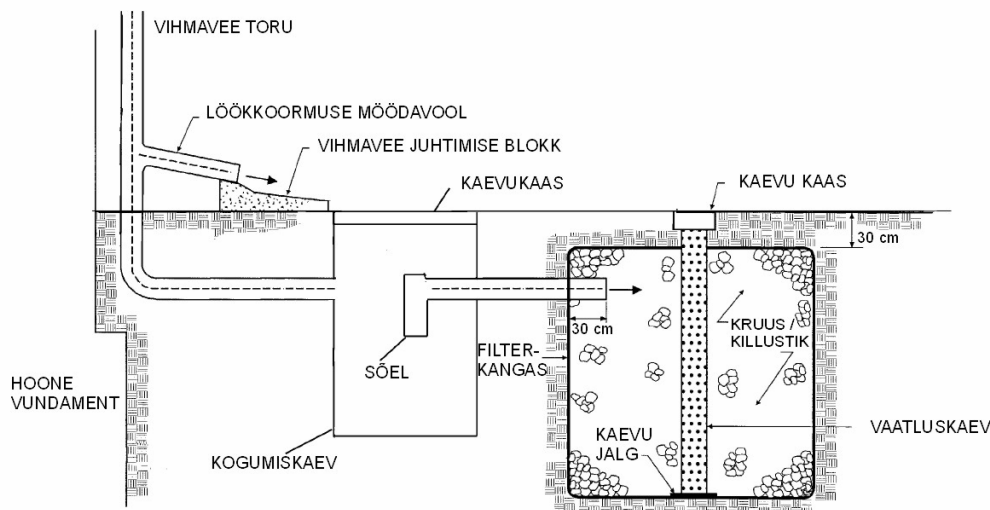 VIHMAVEE TORU
LÖÖKKOORMUSE MÖÖDAVOOL
VIHMAVEE JUHTIMISE BLOKK
KAEVUKAAS
KAEVU KAAS
30 cm
30 cm
KRUUS /
KILLUSTIK
FILTER-
KANGAS
SÕEL
HOONE
VUNDAMENT
KAEVU
JALG
VAATLUSKAEV
KOGUMISKAEV